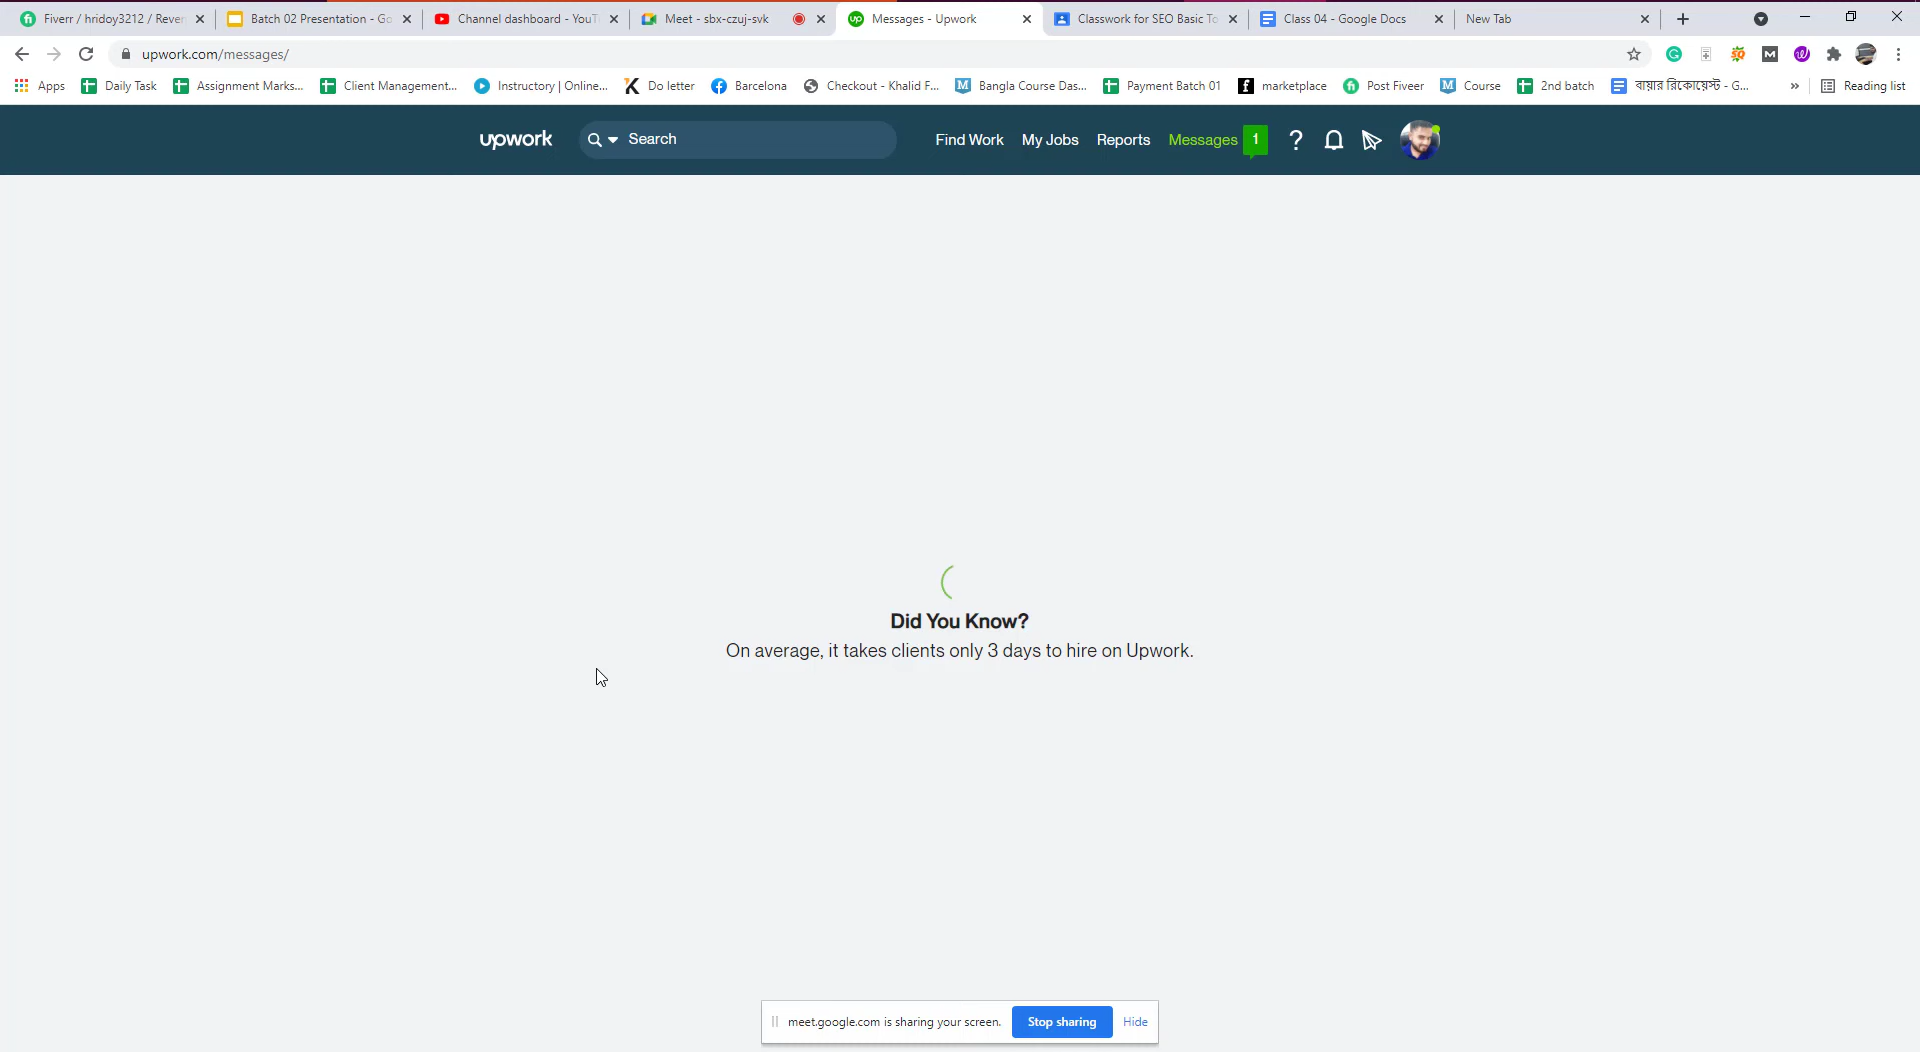 Fiverr / hridoy3212 / Rever
Batch 02 Presentation - Go
Channel dashboard - YouT
Meet - sbx-czuj-svk
Messages - Upwork
Classwork for SEO Basic To
Class 04 - Google Docs
New Tab
upwork.com/messages/
Apps
Daily Task
Assignment Marks...
Client Management...
Instructory | Online...
Do letter
Barcelona
Checkout - Khalid F...
Bangla Course Das...
Payment Batch 01
marketplace
Post Fiveer
Course
2nd batch
বায়ার রিকোয়েস্ট - G...
Reading list
upwork
Search
Find Work
My Jobs
Reports
Messages 1
Did You Know?
On average, it takes clients only 3 days to hire on Upwork.
meet.google.com is sharing your screen.
Stop sharing
Hide